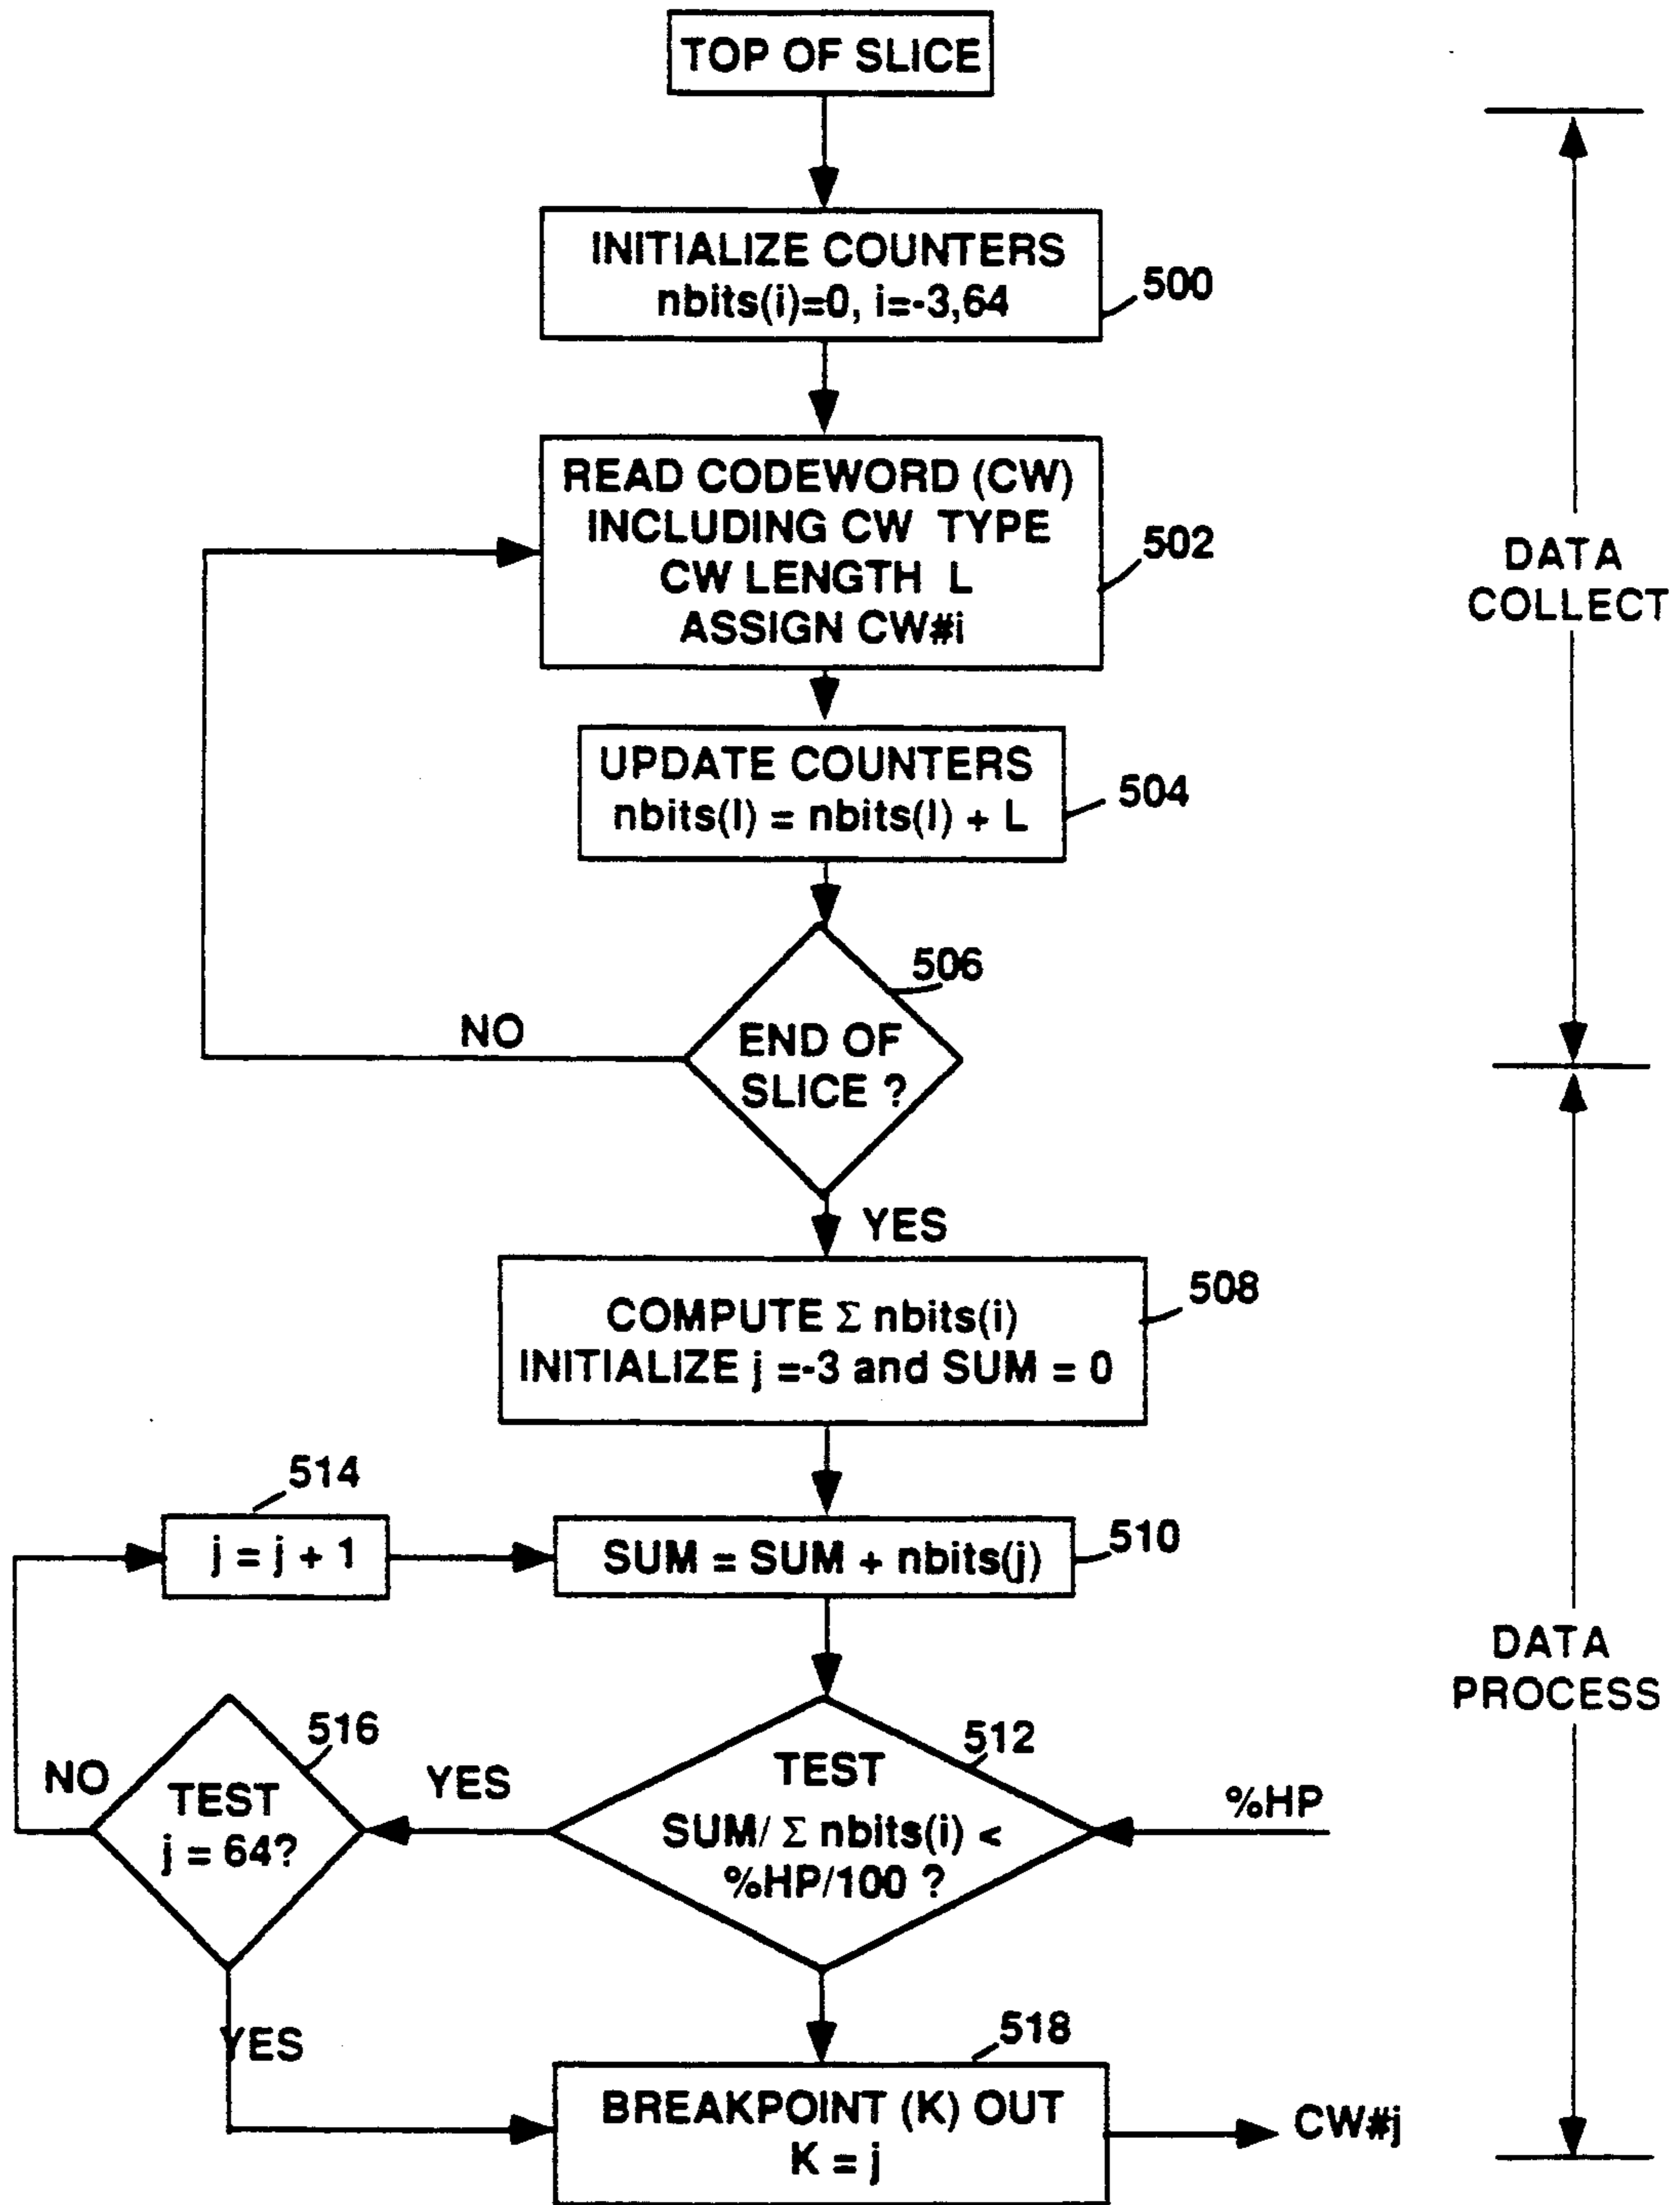 TOP OF SLICE
INITIALIZE COUNTERS
nbits(i)=0, i=-3,64
500
READ CODEWORD (CW)
INCLUDING CW TYPE
CW LENGTH L
ASSIGN CW#i
502
DATA
COLLECT
UPDATE COUNTERS
nbits(I) = nbits(I) + L
504
506
NO
END OF
SLICE ?
YES
508
COMPUTE Σ nbits(i)
INITIALIZE j =-3 and SUM = 0
514
j = j + 1
SUM = SUM + nbits(j)
510
DATA
PROCESS
516
NO
TEST
j = 64?
YES
512
TEST
SUM/ Σ nbits(i) <
%HP/100 ?
%HP
YES
518
BREAKPOINT (K) OUT
K = j
CW#j